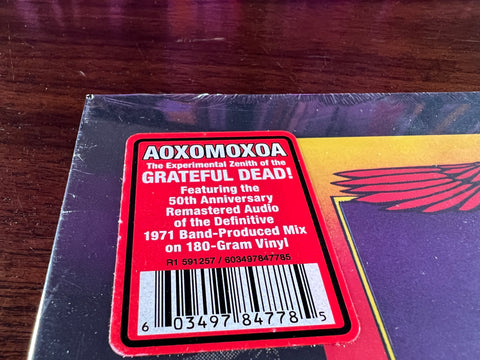 AOXOMOXOA
The Experimental Zenith of the
GRATEFUL DEAD!
Featuring the
50th Anniversary
Remastered Audio
of the Definitive
1971 Band-Produced Mix
on 180-Gram Vinyl
R1 591257 / 603497847785
6 03497 84778 5